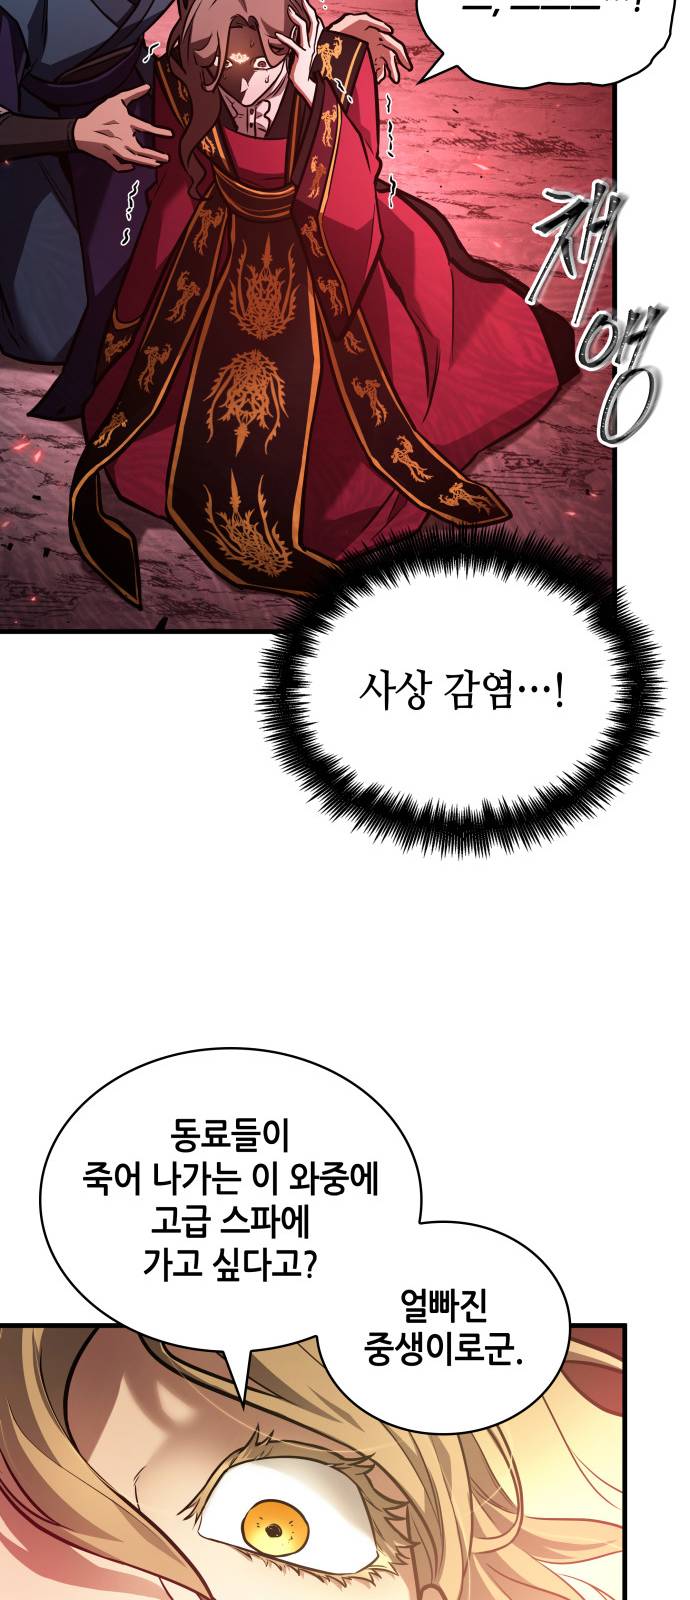 채
앵
사상 감염…!
동료들이
죽어 나가는 이 와중에
고급 스파에
가고 싶다고?
얼빠진
중생이로군.